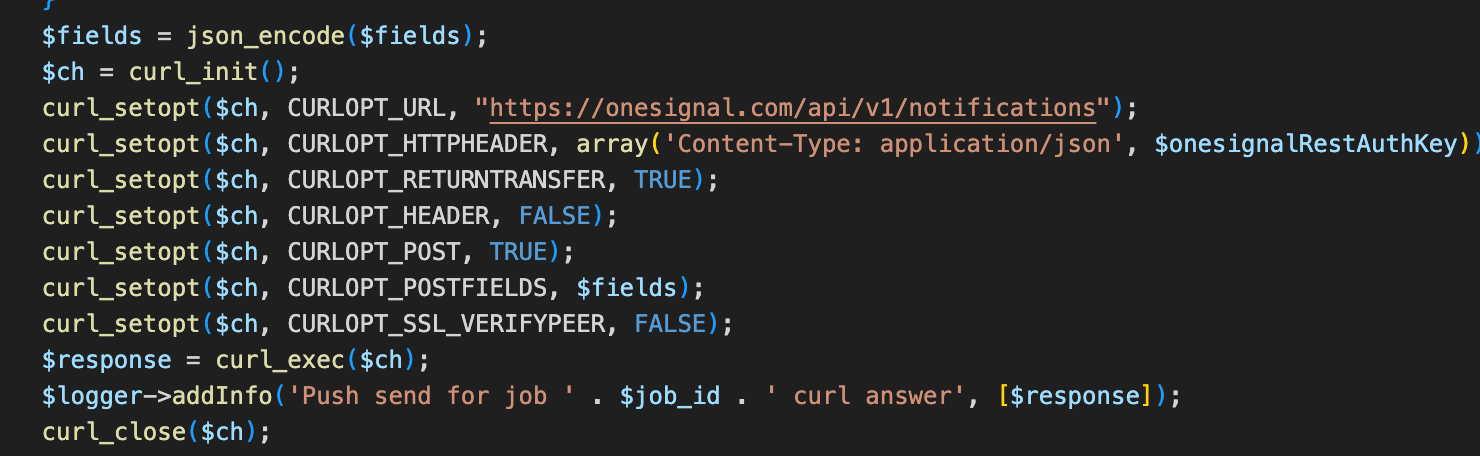 }
$fields = json_encode($fields);
$ch = curl_init();
curl_setopt($ch, CURLOPT_URL, "https://onesignal.com/api/v1/notifications");
curl_setopt($ch, CURLOPT_HTTPHEADER, array('Content-Type: application/json', $onesignalRestAuthKey))
curl_setopt($ch, CURLOPT_RETURNTRANSFER, TRUE);
curl_setopt($ch, CURLOPT_HEADER, FALSE);
curl_setopt($ch, CURLOPT_POST, TRUE);
curl_setopt($ch, CURLOPT_POSTFIELDS, $fields);
curl_setopt($ch, CURLOPT_SSL_VERIFYPEER, FALSE);
$response = curl_exec($ch);
$logger->addInfo('Push send for job ' . $job_id . ' curl answer', [$response]);
curl_close($ch);